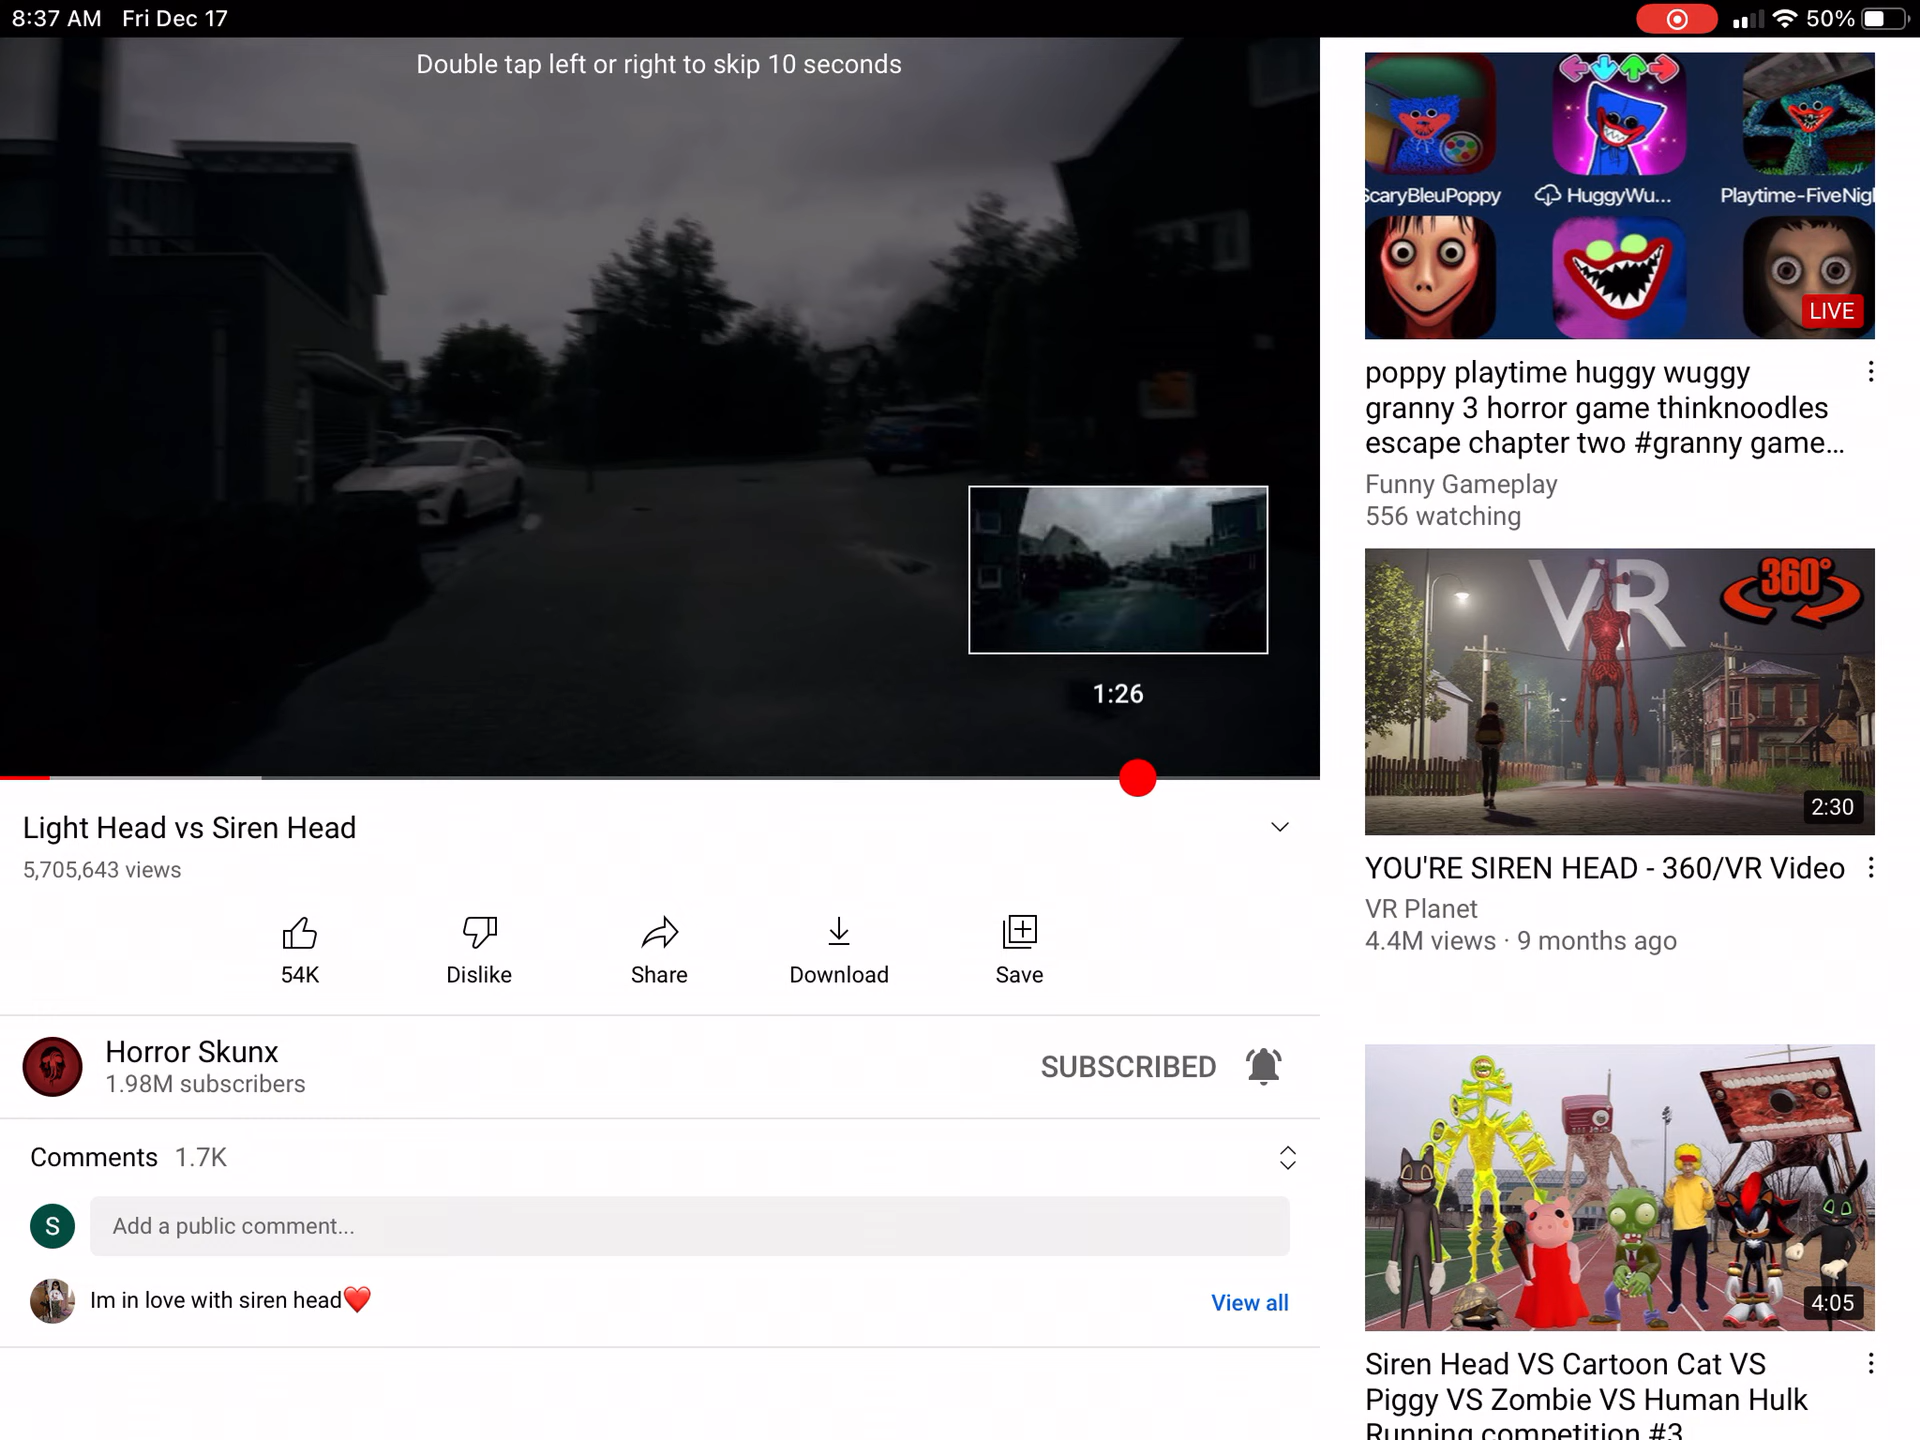 8:37 AM Fri Dec 17
50%
Double tap left or right to skip 10 seconds
1:26
Light Head vs Siren Head
5,705,643 views
54K
Dislike
Share
Download
Save
Horror Skunx
1.98M subscribers
SUBSCRIBED
Comments 1.7K
S
Add a public comment...
Im in love with siren head❤️
View all
ScaryBleuPoppy
HuggyWu...
Playtime-FiveNig
LIVE
poppy playtime huggy wuggy
granny 3 horror game thinknoodles
escape chapter two #granny game...
Funny Gameplay
556 watching
VR
360°
2:30
YOU'RE SIREN HEAD - 360/VR Video
VR Planet
4.4M views · 9 months ago
4:05
Siren Head VS Cartoon Cat VS
Piggy VS Zombie VS Human Hulk
Running competition #3